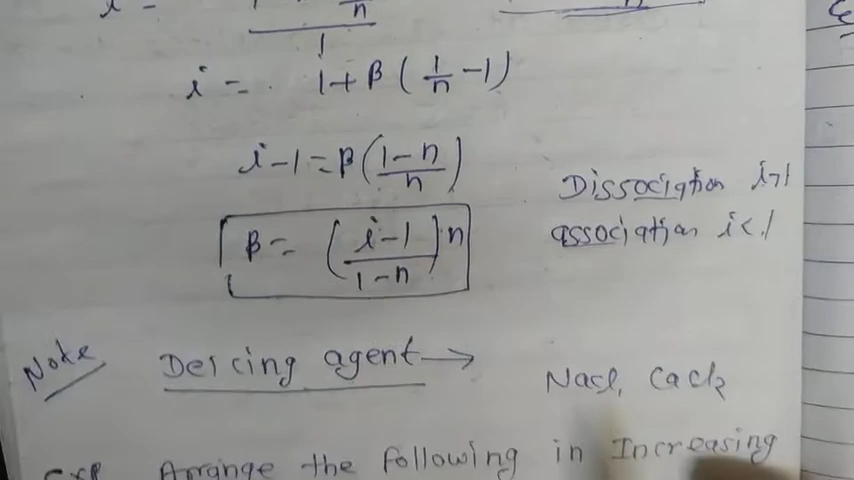 i = 1+β(1/n -1)
i-1=β(1-n/n)
Dissociation i>1
β= (i-1/1-n)n
association i<1
Note Deicing agent → Nacl, Cacl2
Exp Arrange the following in Increasing